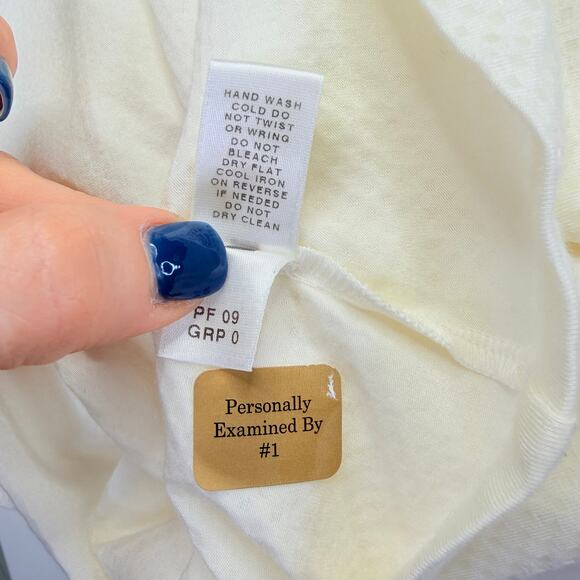 HAND WASH
COLD DO
NOT TWIST
OR WRING
DO NOT
BLEACH
DRY FLAT
COOL IRON
ON REVERSE
IF NEEDED
DO NOT
DRY CLEAN
PF 09
GRP 0
Personally
Examined By
#1